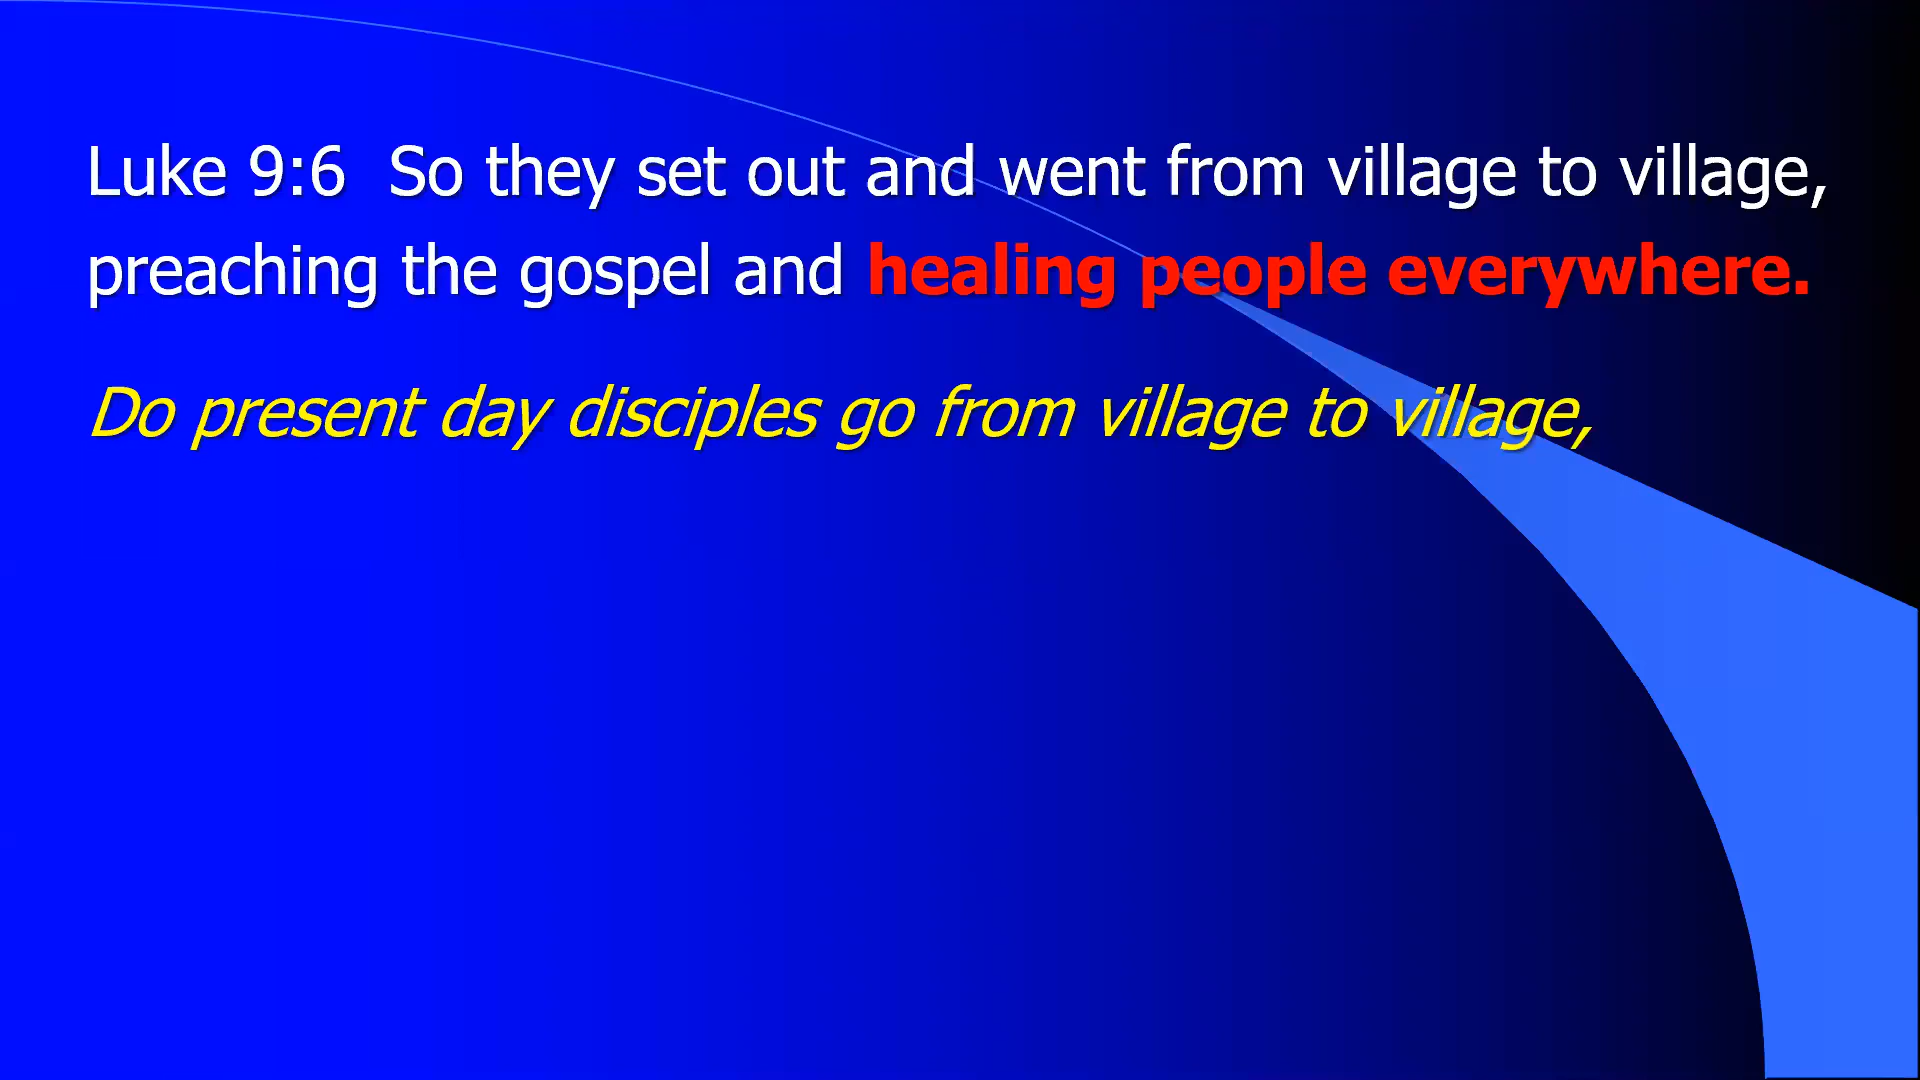 Luke 9:6  So they set out and went from village to village,
preaching the gospel and healing people everywhere.
Do present day disciples go from village to village,